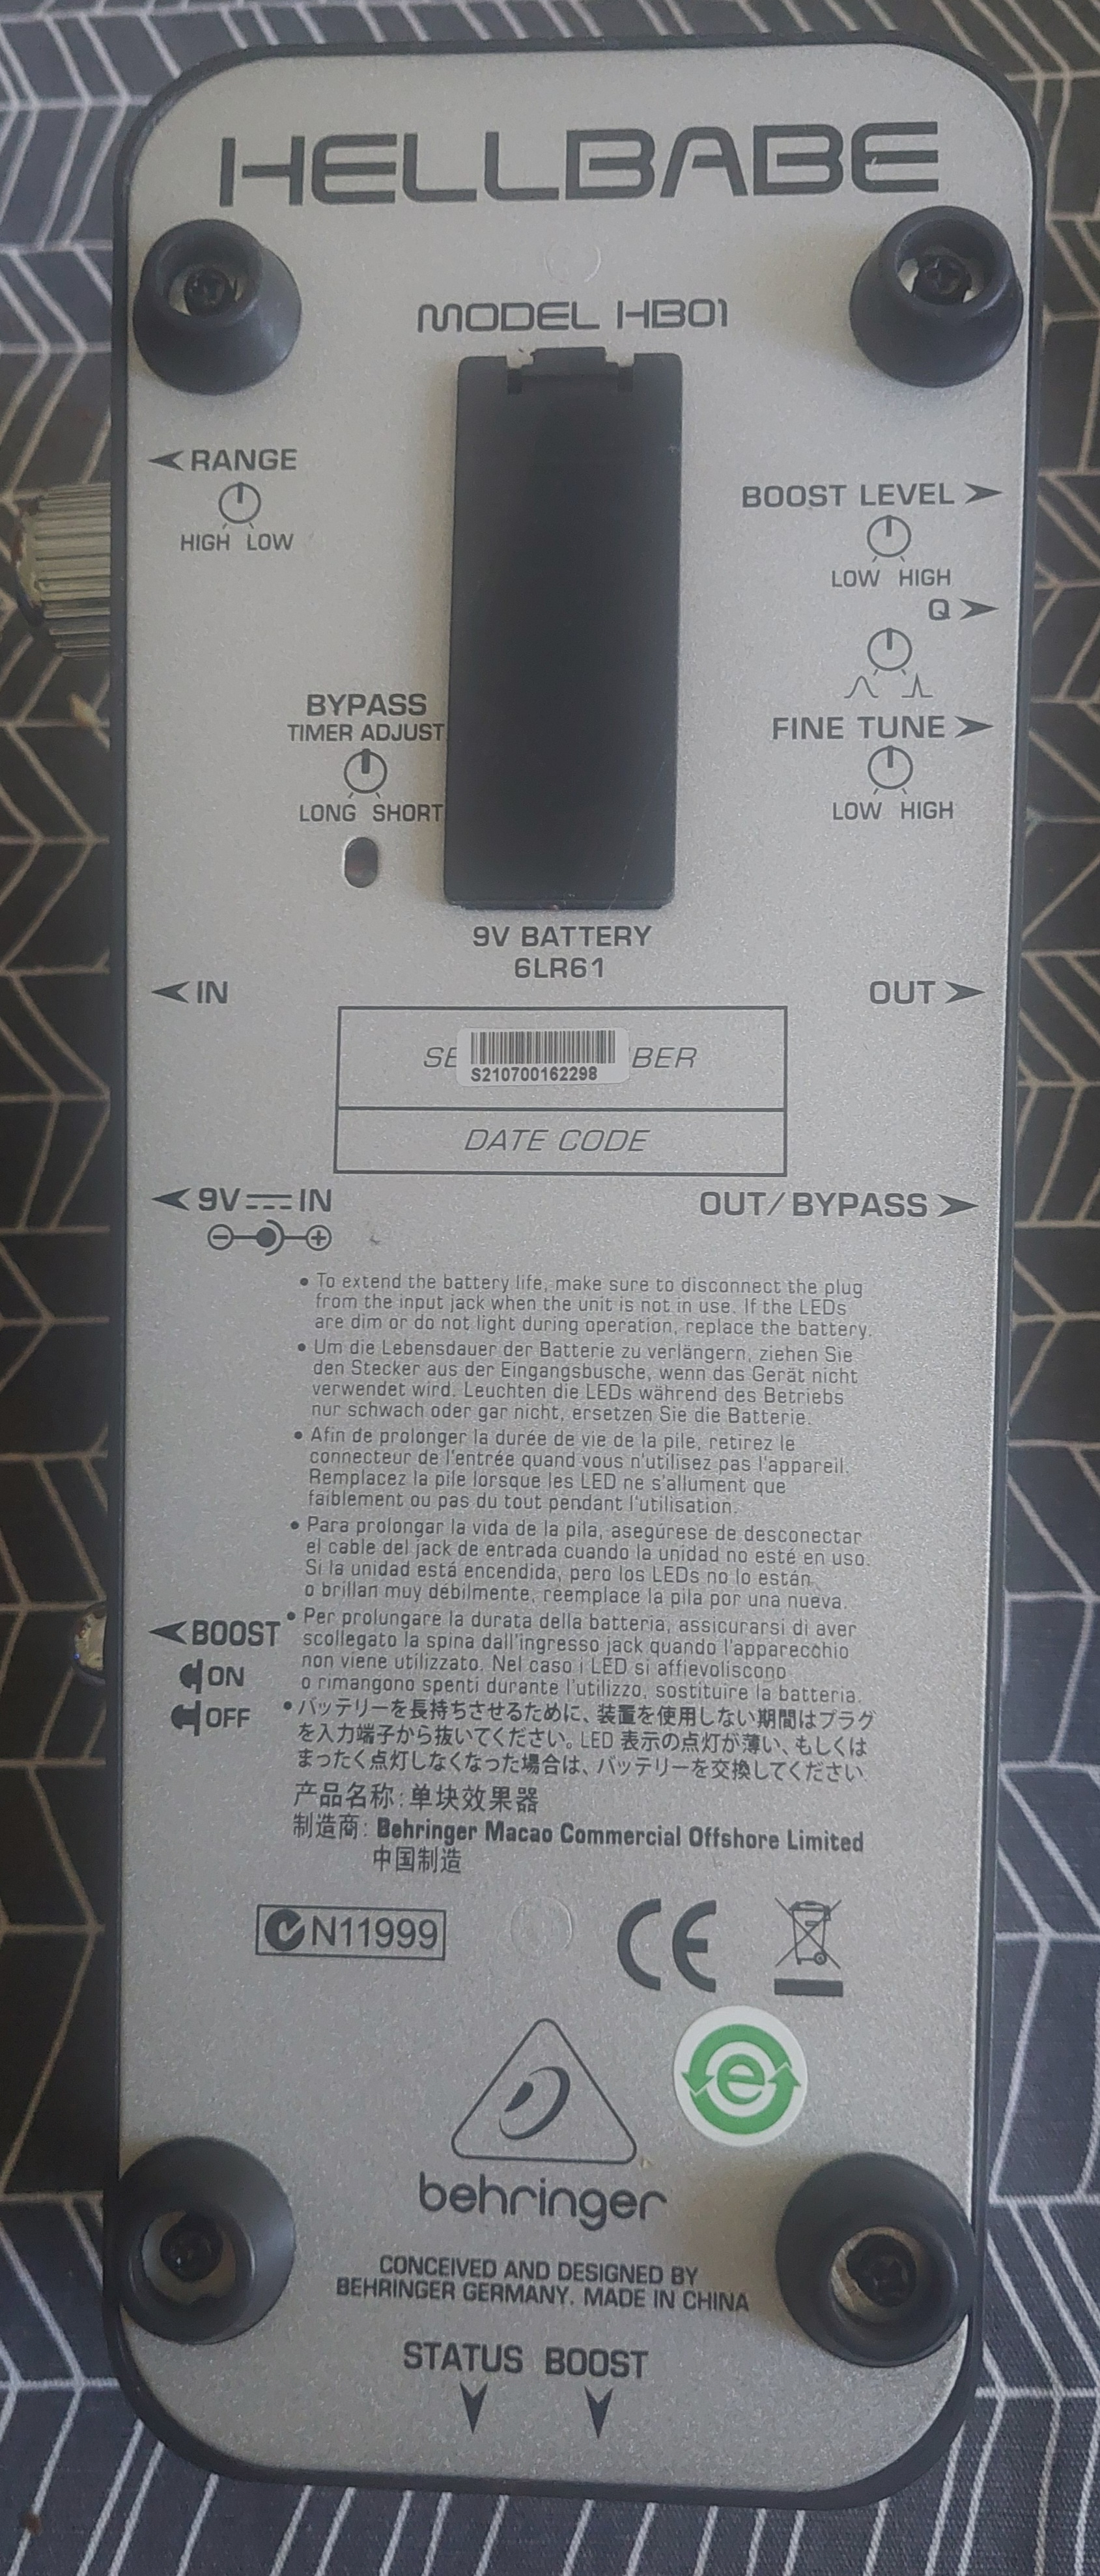 HELLBABE
MODEL HB01
RANGE
HIGH LOW
BOOST LEVEL
LOW HIGH
Q
BYPASS
TIMER ADJUST
LONG SHORT
FINE TUNE
LOW HIGH
9V BATTERY
6LR61
IN
OUT
SE BER
S210700162298
DATE CODE
9V IN
OUT/BYPASS
• To extend the battery life, make sure to disconnect the plug
from the input jack when the unit is not in use. If the LEDs
are dim or do not light during operation, replace the battery.
• Um die Lebensdauer der Batterie zu verlängern, ziehen Sie
den Stecker aus der Eingangsbusche, wenn das Gerät nicht
verwendet wird. Leuchten die LEDs während des Betriebs
nur schwach oder gar nicht, ersetzen Sie die Batterie.
• Afin de prolonger la durée de vie de la pile, retirez le
connecteur de l'entrée quand vous n'utilisez pas l'appareil.
Remplacez la pile lorsque les LED ne s'allument que
faiblement ou pas du tout pendant l'utilisation.
• Para prolongar la vida de la pila, asegúrese de desconectar
el cable del jack de entrada cuando la unidad no esté en uso.
Si la unidad está encendida, pero los LEDs no lo están
o brillan muy débilmente, reemplace la pila por una nueva.
• Per prolungare la durata della batteria, assicurarsi di aver
scollegato la spina dall'ingresso jack quando l'apparecchio
non viene utilizzato. Nel caso i LED si affievoliscono
o rimangono spenti durante l'utilizzo, sostituire la batteria.
BOOST
ON
OFF
• バッテリーを長持ちさせるために、装置を使用しない期間はプラグ
を入力端子から抜いてください。LED 表示の点灯が薄い、もしくは
まったく点灯しなくなった場合は、バッテリーを交換してください
产品名称: 单块效果器
制造商: Behringer Macao Commercial Offshore Limited
中国制造
N11999
CE
e
behringer
CONCEIVED AND DESIGNED BY
BEHRINGER GERMANY. MADE IN CHINA
STATUS BOOST